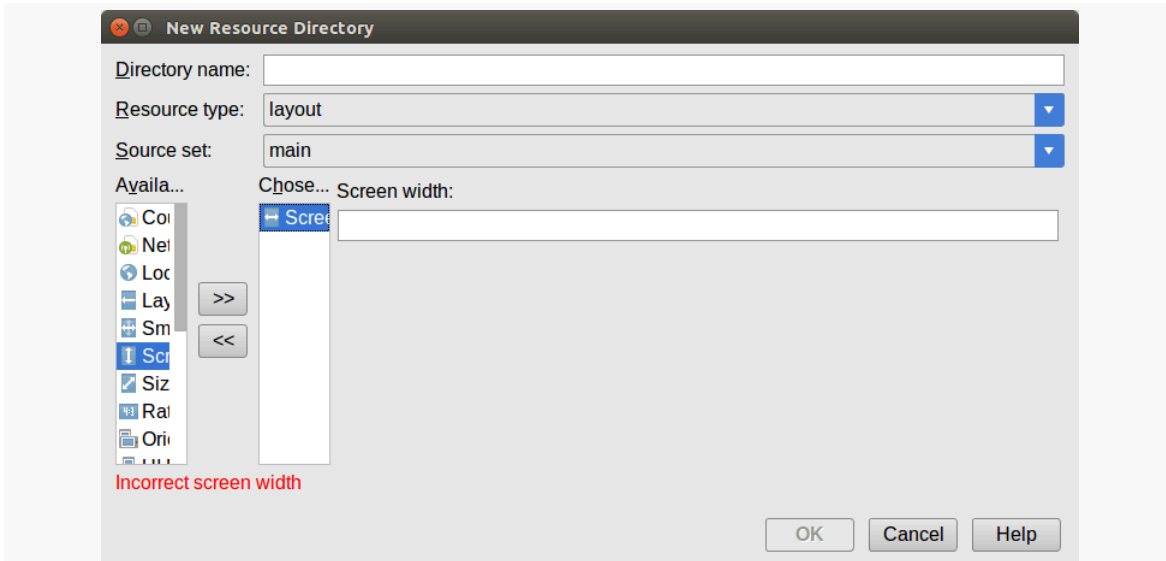 New Resource Directory
Directory name:
Resource type: layout
Source set: main
Availa... Chose... Screen width:
Cou
Net
Loc
Lay
Sm
Scr
Siz
Rat
Ori
Scree
>>
<<
Incorrect screen width
OK Cancel Help